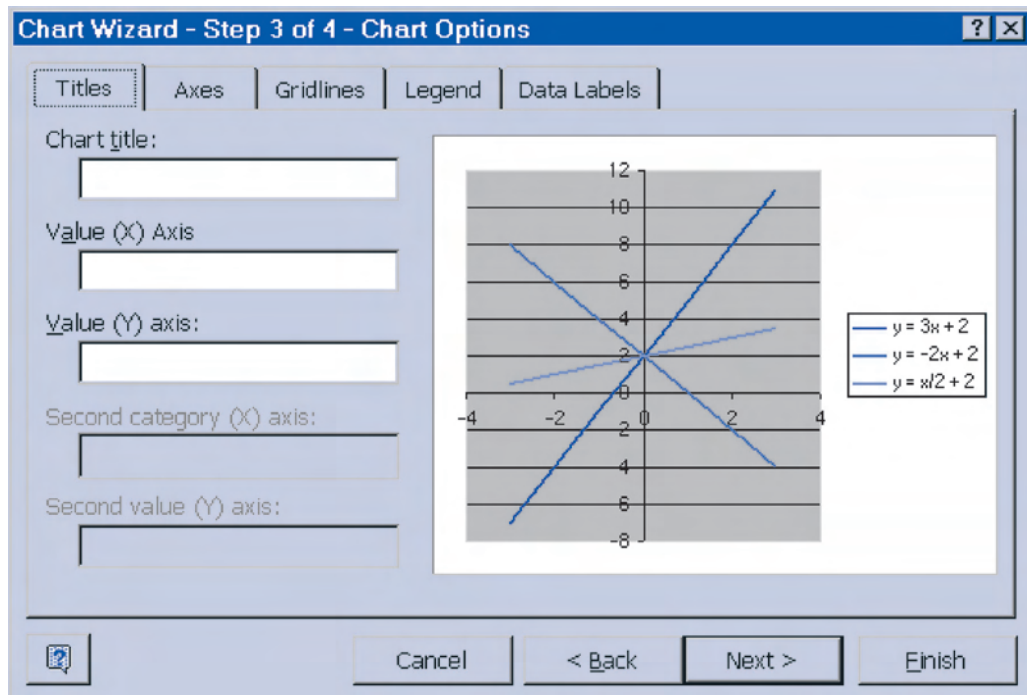 Chart Wizard - Step 3 of 4 - Chart Options
?
Titles
Axes
Gridlines
Legend
Data Labels
Chart title:
Value (X) Axis
Value (Y) axis:
Second category (X) axis:
Second value (Y) axis:
12
10
8
6
4
2
0
-4
-2
0
2
4
2
4
6
-8
y = 3x + 2
y = -2x + 2
y = x/2 + 2
?
Cancel
< Back
Next >
Finish